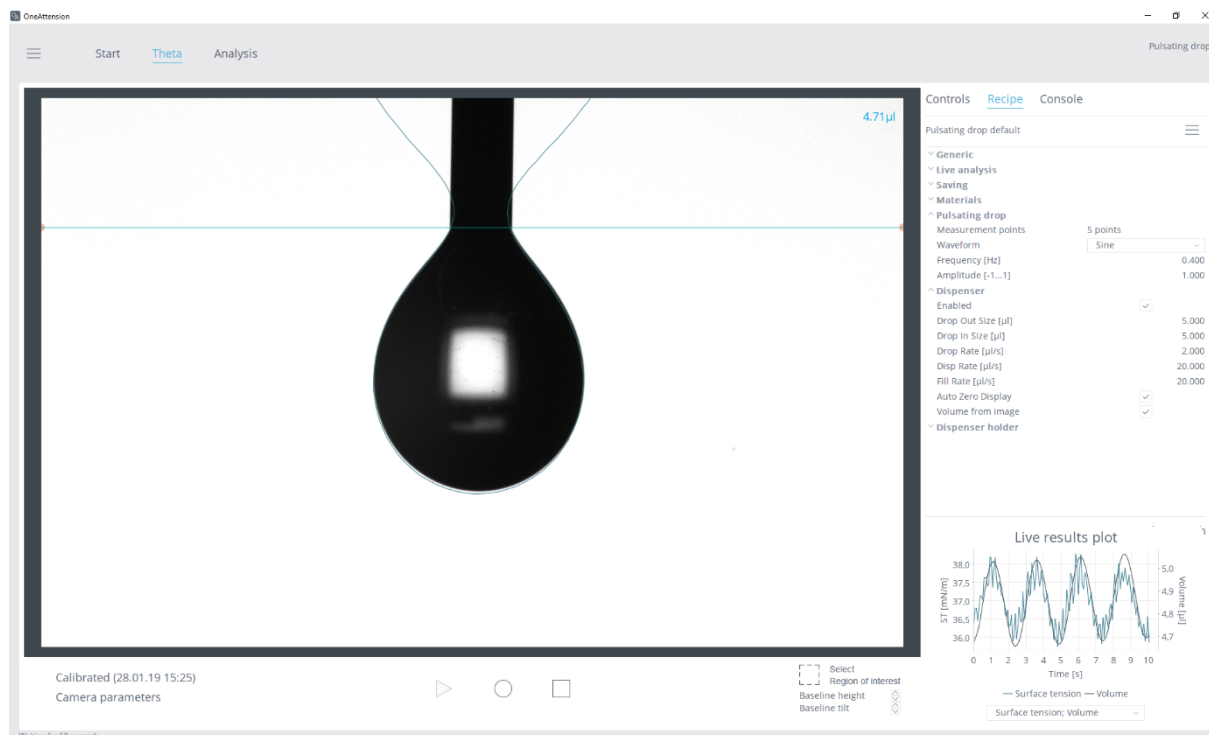 OneAttension
Start Theta Analysis
Pulsating drop
4.71µl
Controls Recipe Console
Pulsating drop default
Generic
Live analysis
Saving
Materials
Pulsating drop
Measurement points 5 points
Waveform Sine
Frequency [Hz] 0.400
Amplitude [-1...1] 1.000
Dispenser
Enabled
Drop Out Size [µl] 5.000
Drop In Size [µl] 5.000
Drop Rate [µl/s] 2.000
Disp Rate [µl/s] 20.000
Fill Rate [µl/s] 20.000
Auto Zero Display
Volume from image
Dispenser holder
Live results plot
38,0
37,5
37,0
36,5
36,0
ST [mN/m]
5.0
4.9
4.8
4.7
Volume [µl]
0 1 2 3 4 5 6 7 8 9 10
Time [s]
Surface tension Volume
Surface tension; Volume
Calibrated (28.01.19 15:25)
Camera parameters
Select
Region of interest
Baseline height
Baseline tilt